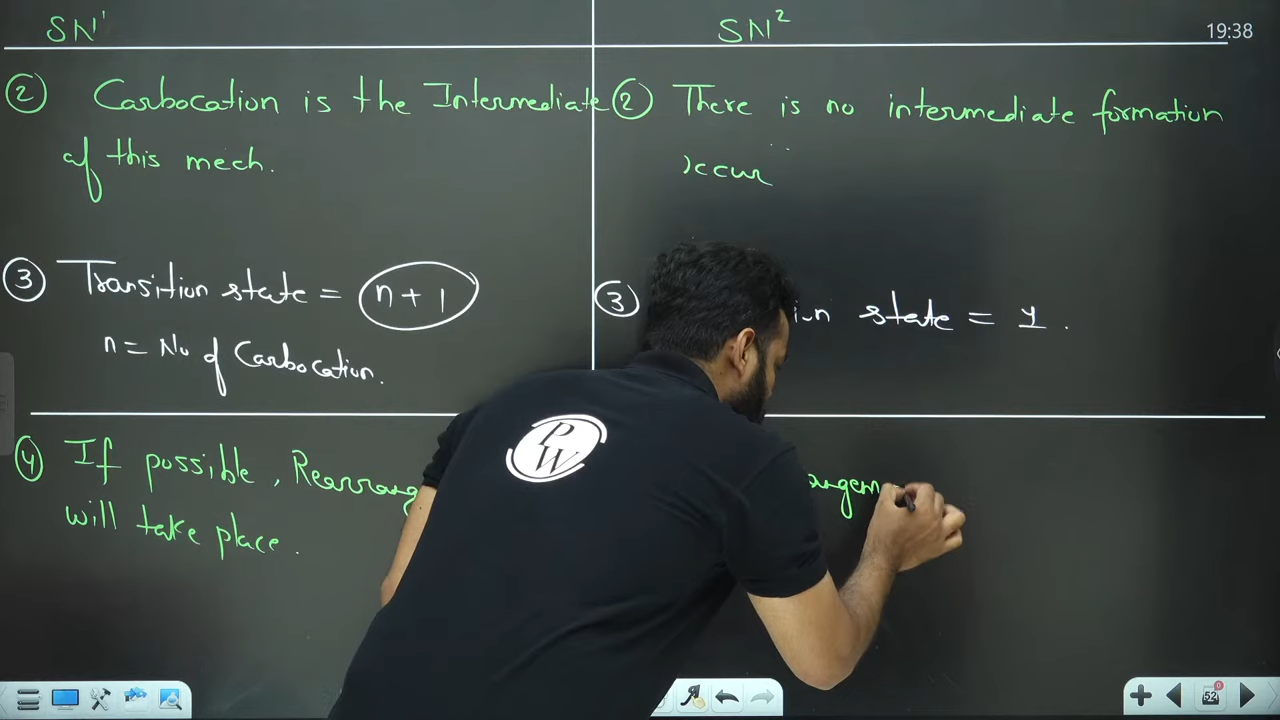 SN¹
SN²
19:38
② Carbocation is the Intermediate
of this mech.
② There is no intermediate formation
occur
③ Transition state = n + 1
n = No of Carbocation.
③ state = 1.
④ If possible, Rearrang
will take place.
PW
52